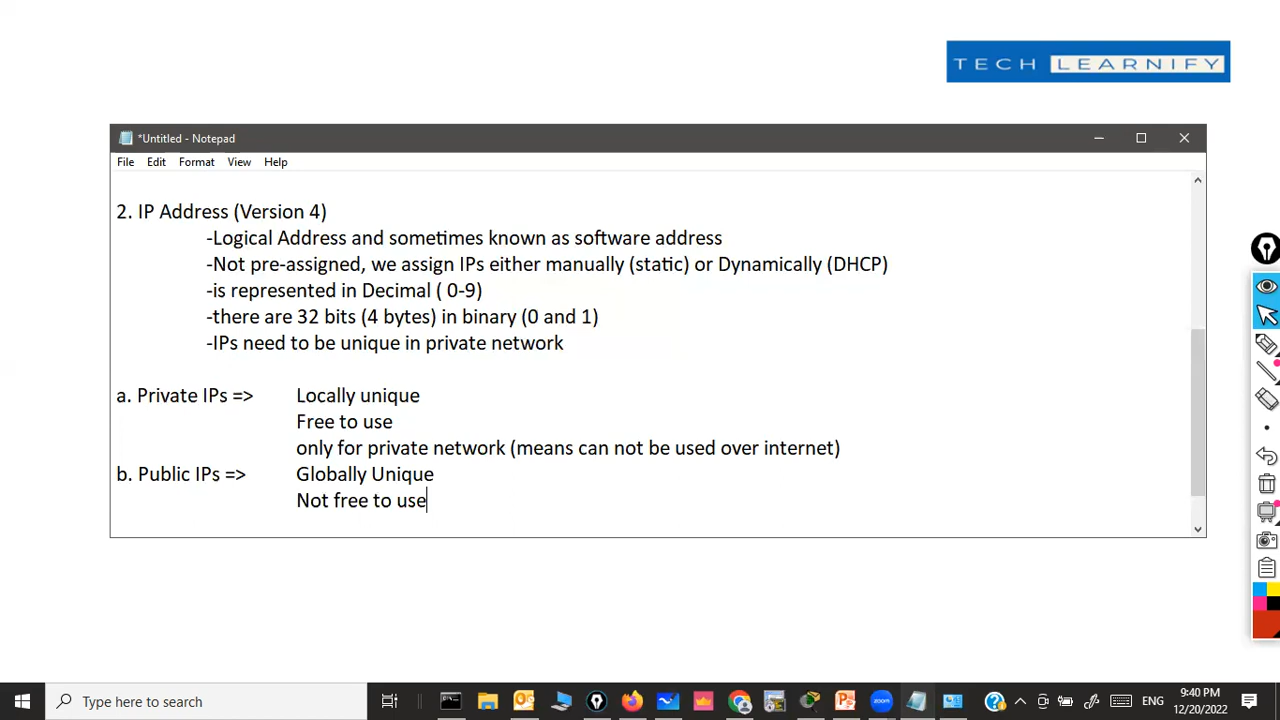 TECH LEARNIFY
*Untitled - Notepad
File Edit Format View Help
2. IP Address (Version 4)
-Logical Address and sometimes known as software address
-Not pre-assigned, we assign IPs either manually (static) or Dynamically (DHCP)
-is represented in Decimal ( 0-9)
-there are 32 bits (4 bytes) in binary (0 and 1)
-IPs need to be unique in private network
a. Private IPs => Locally unique
Free to use
only for private network (means can not be used over internet)
b. Public IPs => Globally Unique
Not free to use
Type here to search
zoom
ENG
9:40 PM
12/20/2022